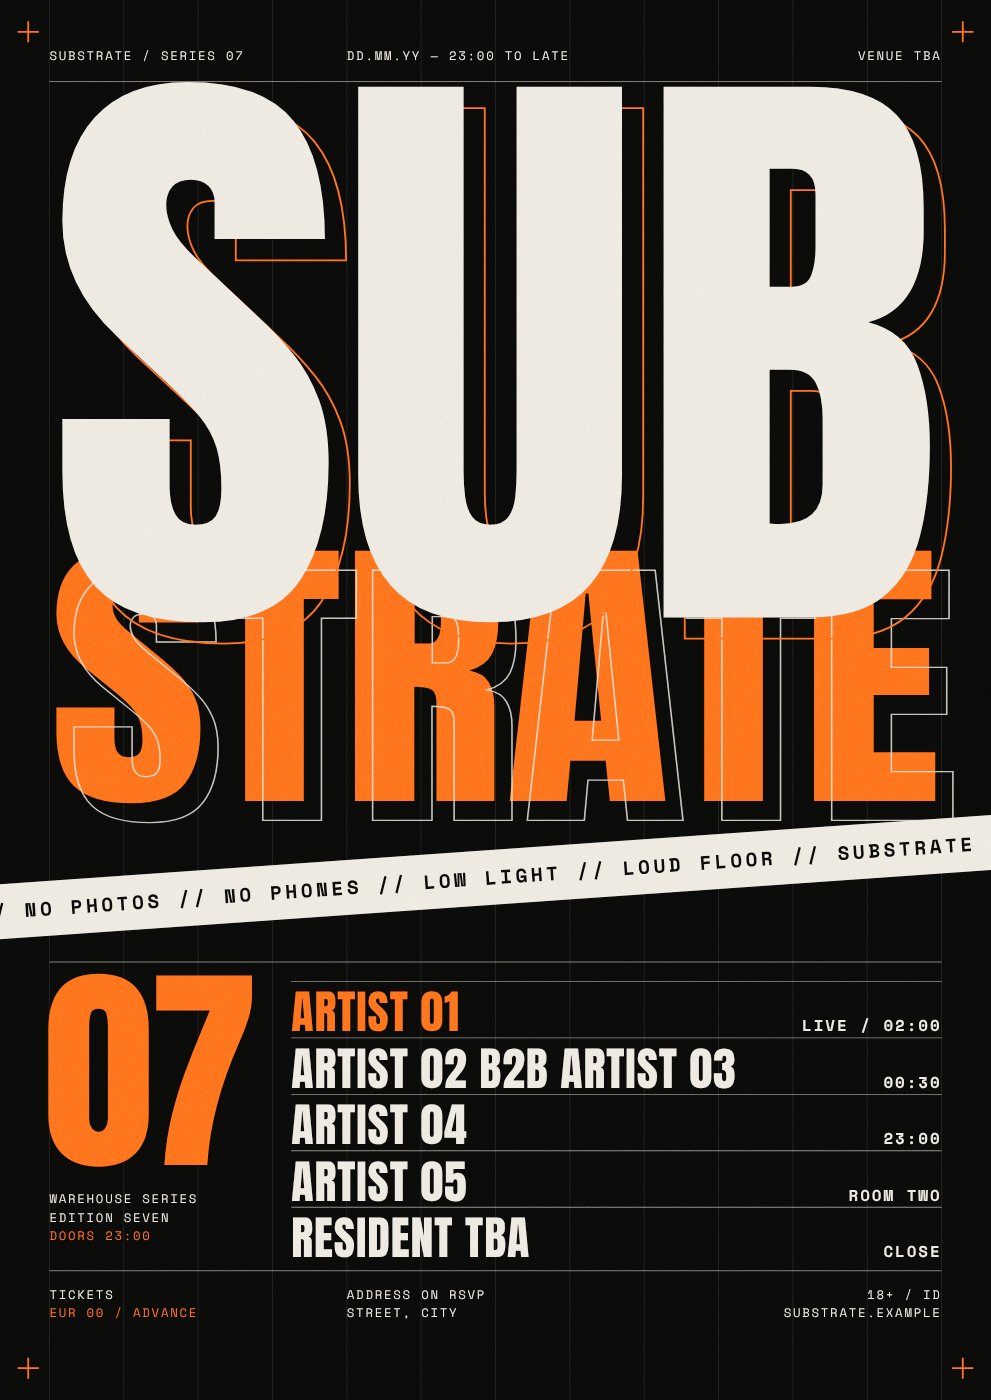 SUBSTRATE / SERIES 07
DD.MM.YY — 23:00 TO LATE
VENUE TBA
SUB
STRATE
/ NO PHOTOS // NO PHONES // LOW LIGHT // LOUD FLOOR // SUBSTRATE
07
WAREHOUSE SERIES
EDITION SEVEN
DOORS 23:00
ARTIST 01 LIVE / 02:00
ARTIST 02 B2B ARTIST 03 00:30
ARTIST 04 23:00
ARTIST 05 ROOM TWO
RESIDENT TBA CLOSE
TICKETS
EUR 00 / ADVANCE
ADDRESS ON RSVP
STREET, CITY
18+ / ID
SUBSTRATE.EXAMPLE